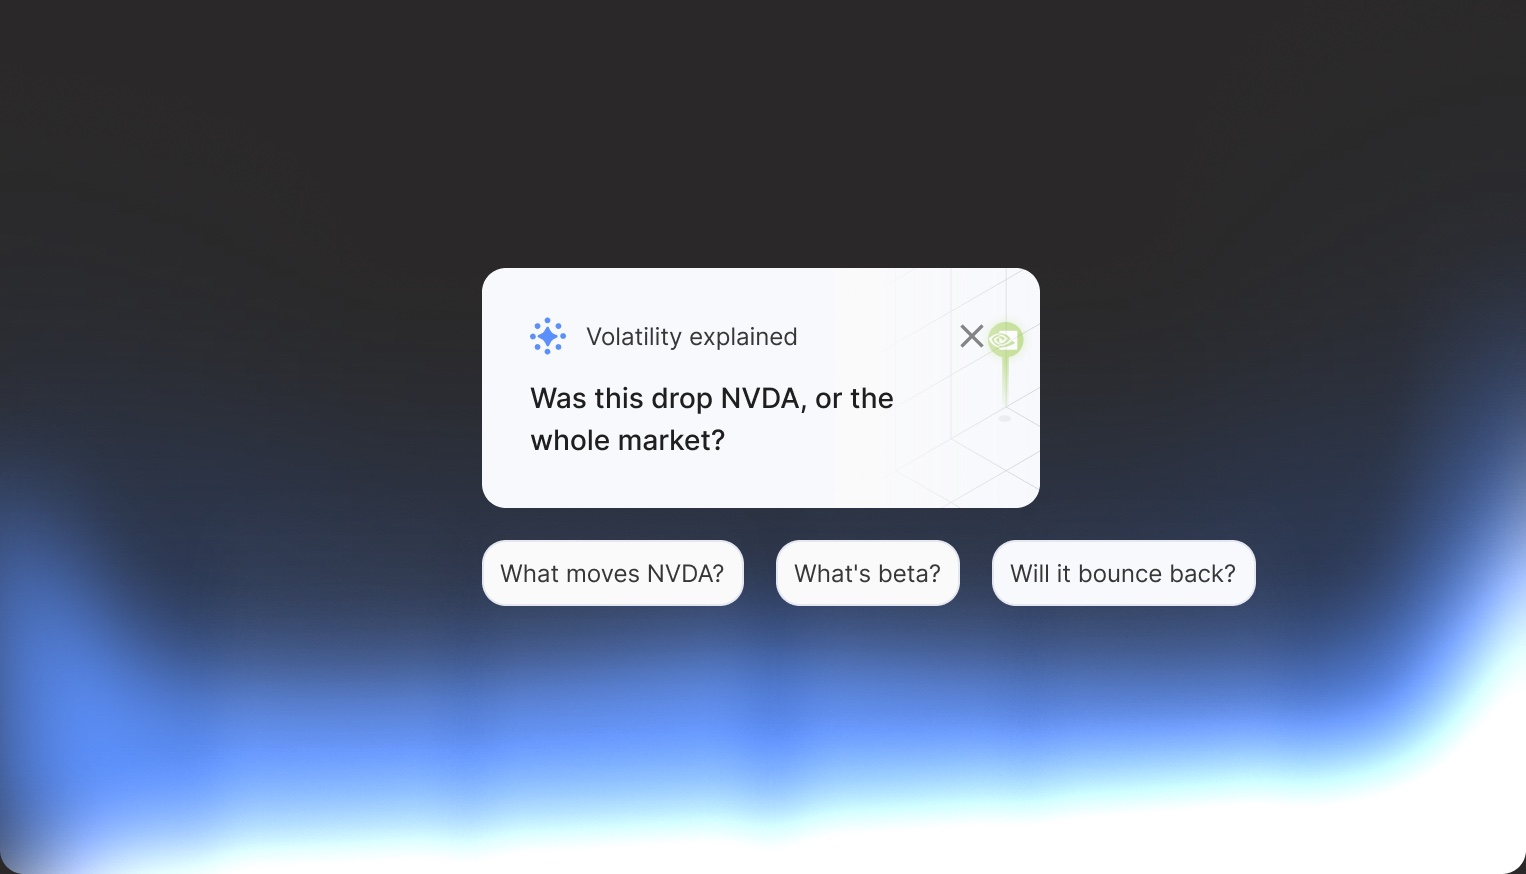 Volatility explained
Was this drop NVDA, or the
whole market?
What moves NVDA?
What's beta?
Will it bounce back?